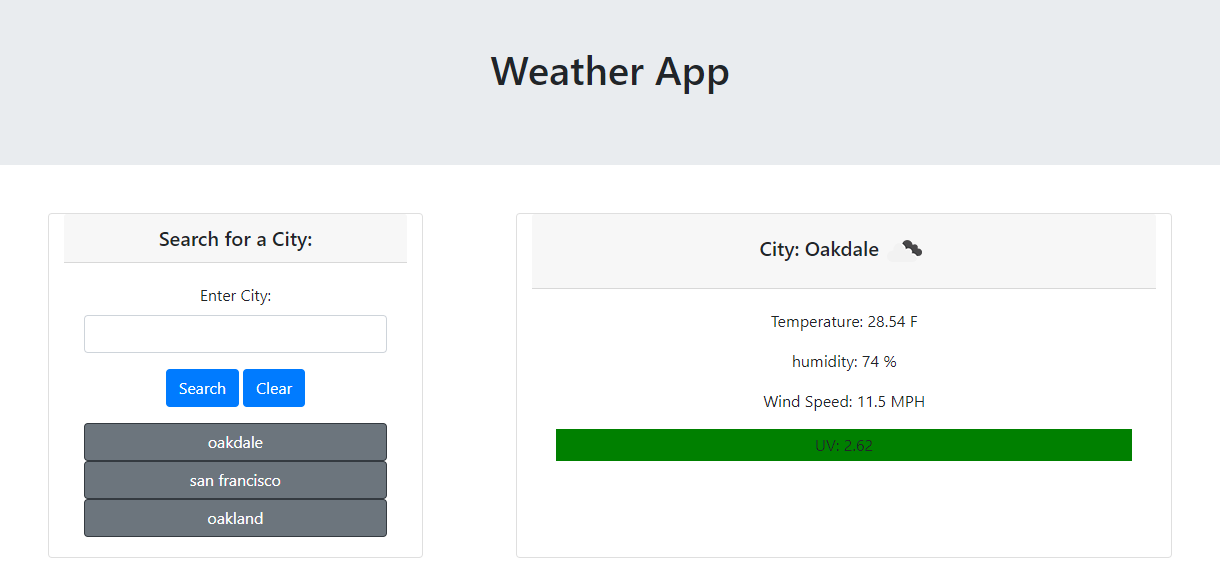 Weather App
Search for a City:
Enter City:
Search Clear
oakdale
san francisco
oakland
City: Oakdale
Temperature: 28.54 F
humidity: 74 %
Wind Speed: 11.5 MPH
UV: 2.62